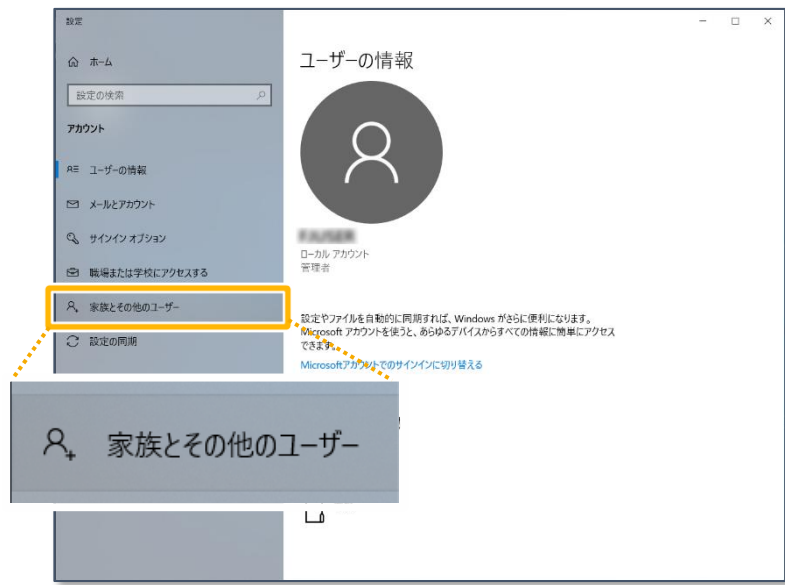 設定
ホーム
設定の検索
アカウント
ユーザーの情報
メールとアカウント
サインイン オプション
職場または学校にアクセスする
家族とその他のユーザー
設定の同期
家族とその他のユーザー
ユーザーの情報
ローカル アカウント
管理者
設定やファイルを自動的に同期すれば、Windows がさらに便利になります。
Microsoft アカウントを使うと、あらゆるデバイスからすべての情報に簡単にアクセス
できます。
Microsoftアカウントでのサインインに切り替える